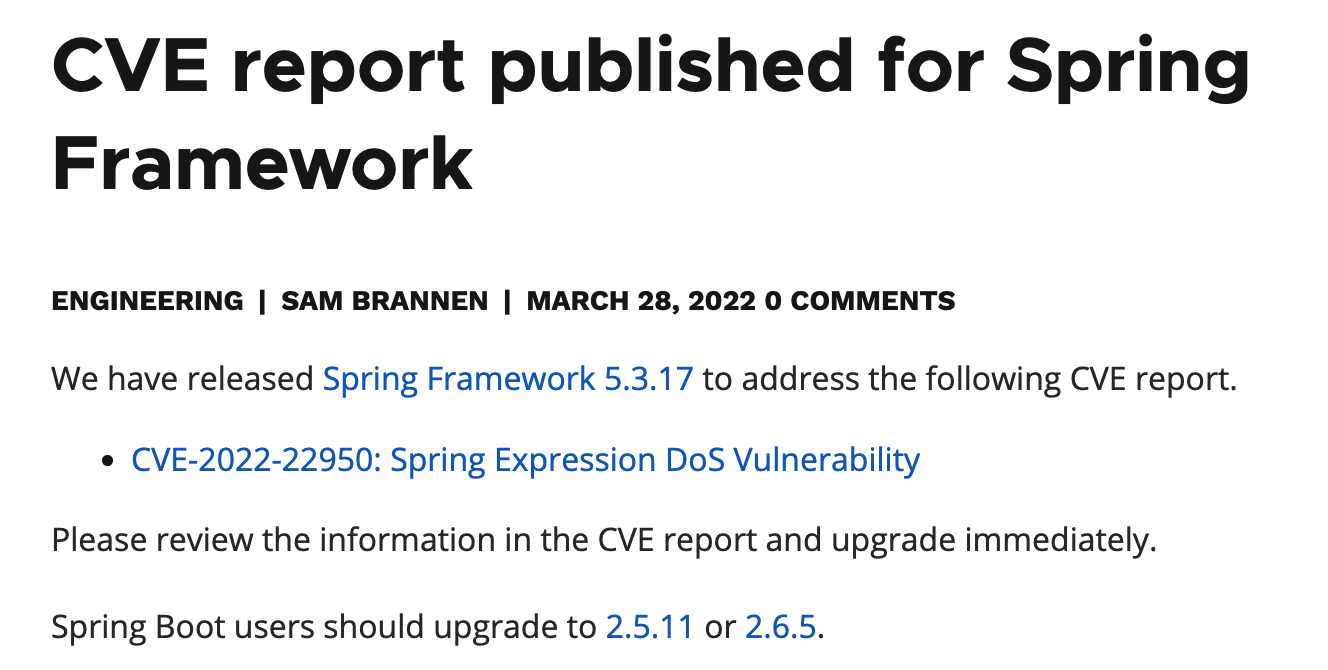 CVE report published for Spring
Framework
ENGINEERING | SAM BRANNEN | MARCH 28, 2022 0 COMMENTS
We have released Spring Framework 5.3.17 to address the following CVE report.
• CVE-2022-22950: Spring Expression DoS Vulnerability
Please review the information in the CVE report and upgrade immediately.
Spring Boot users should upgrade to 2.5.11 or 2.6.5.